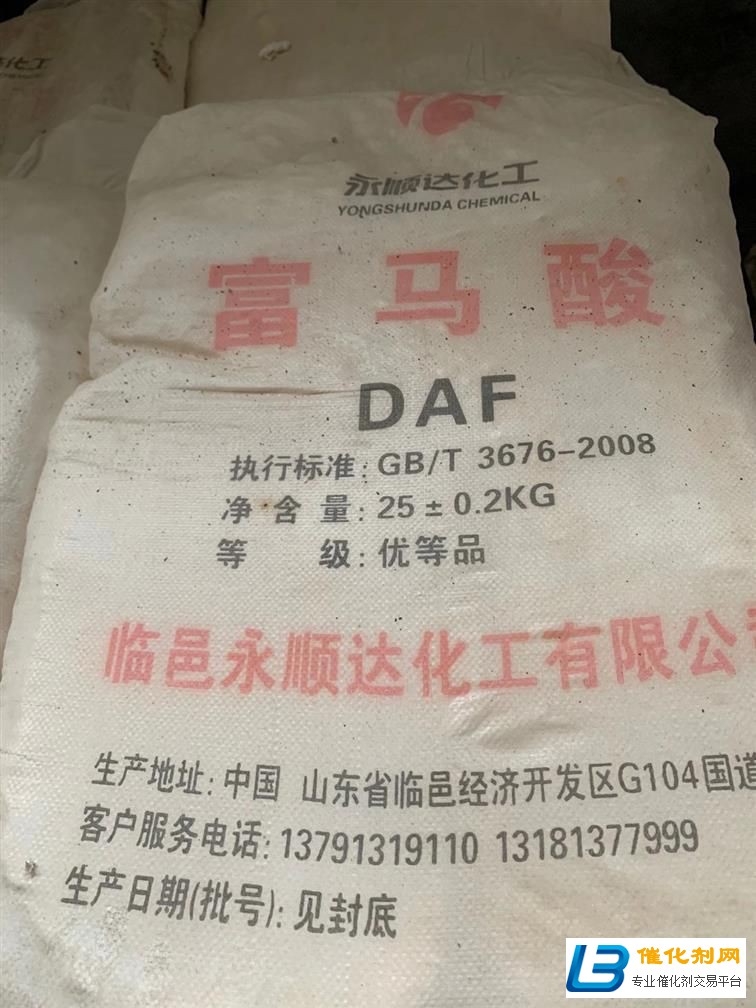 化工
永顺达化工
YONGSHUNDA CHEMICAL
富马酸
DAF
执行标准: GB/T 3676-2008
净含量: 25±0.2KG
等级: 优等品
临邑永顺达化工有限公司
生产地址: 中国 山东省临邑经济开发区G104国道
客户服务电话: 13791319110 13181377999
生产日期(批号): 见封底
催化剂网
专业催化剂交易平台